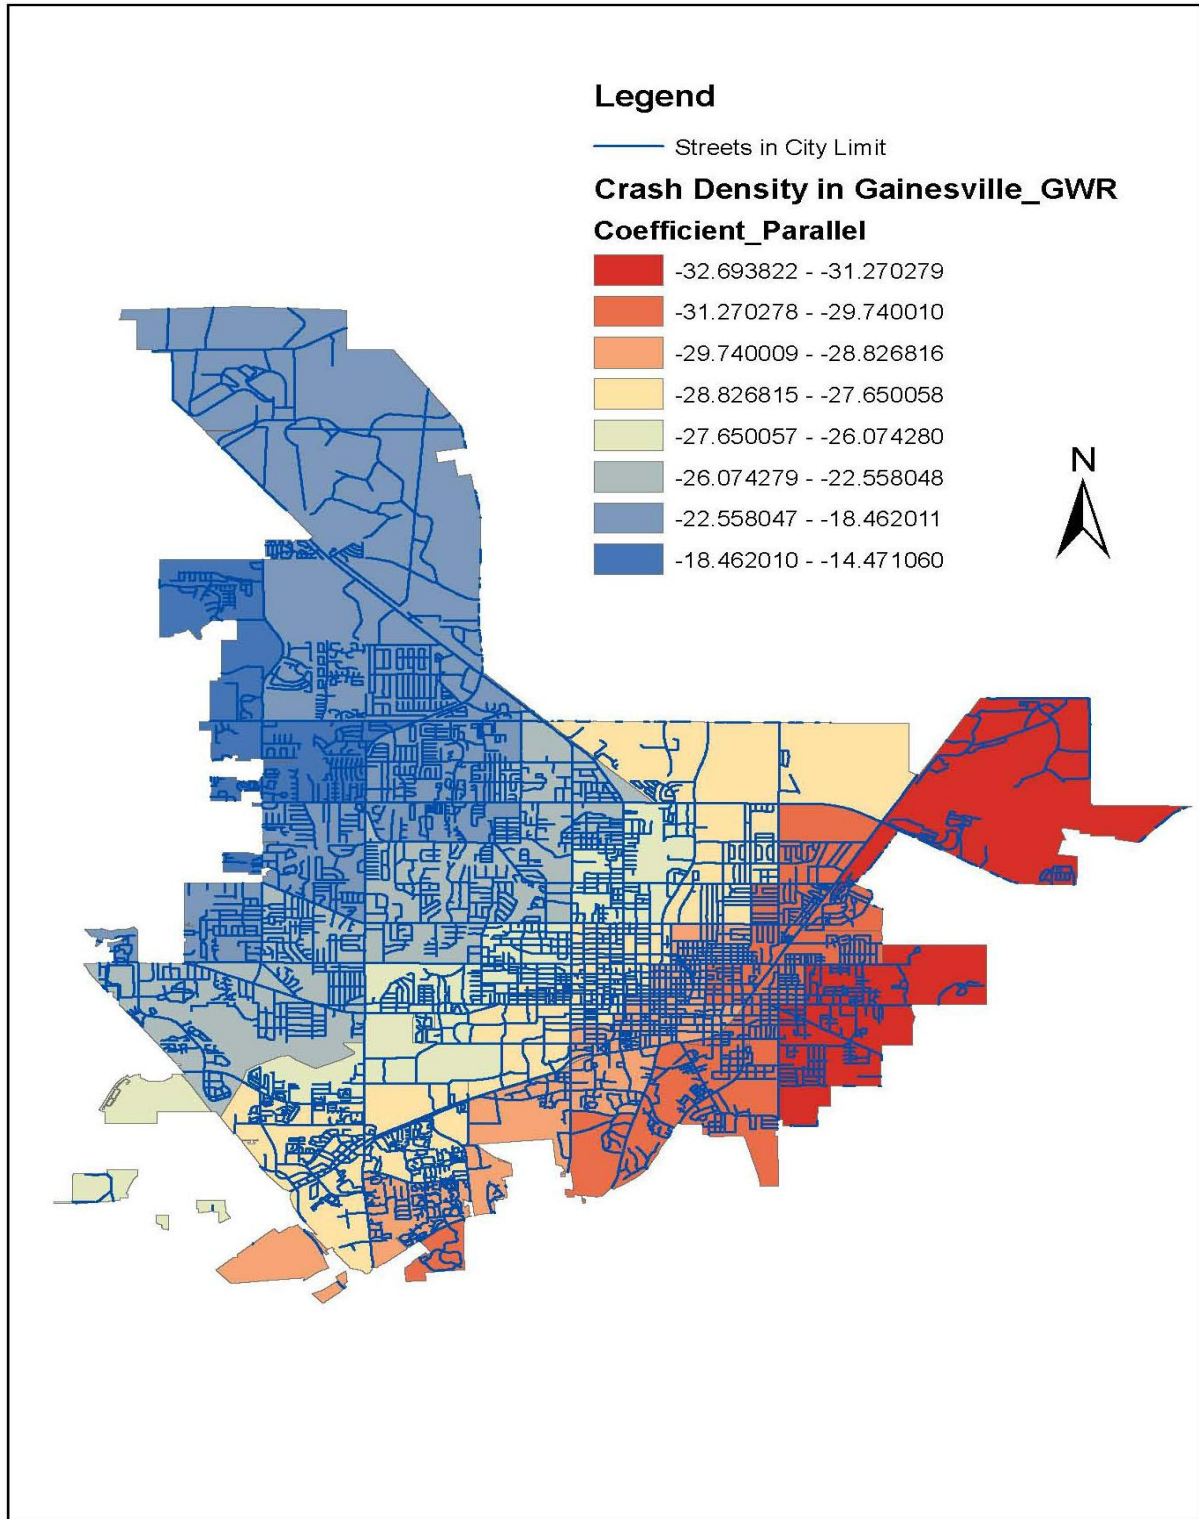 Legend
Streets in City Limit
Crash Density in Gainesville_GWR
Coefficient_Parallel
-32.693822 - -31.270279
-31.270278 - -29.740010
-29.740009 - -28.826816
-28.826815 - -27.650058
-27.650057 - -26.074280
-26.074279 - -22.558048
-22.558047 - -18.462011
-18.462010 - -14.471060
N